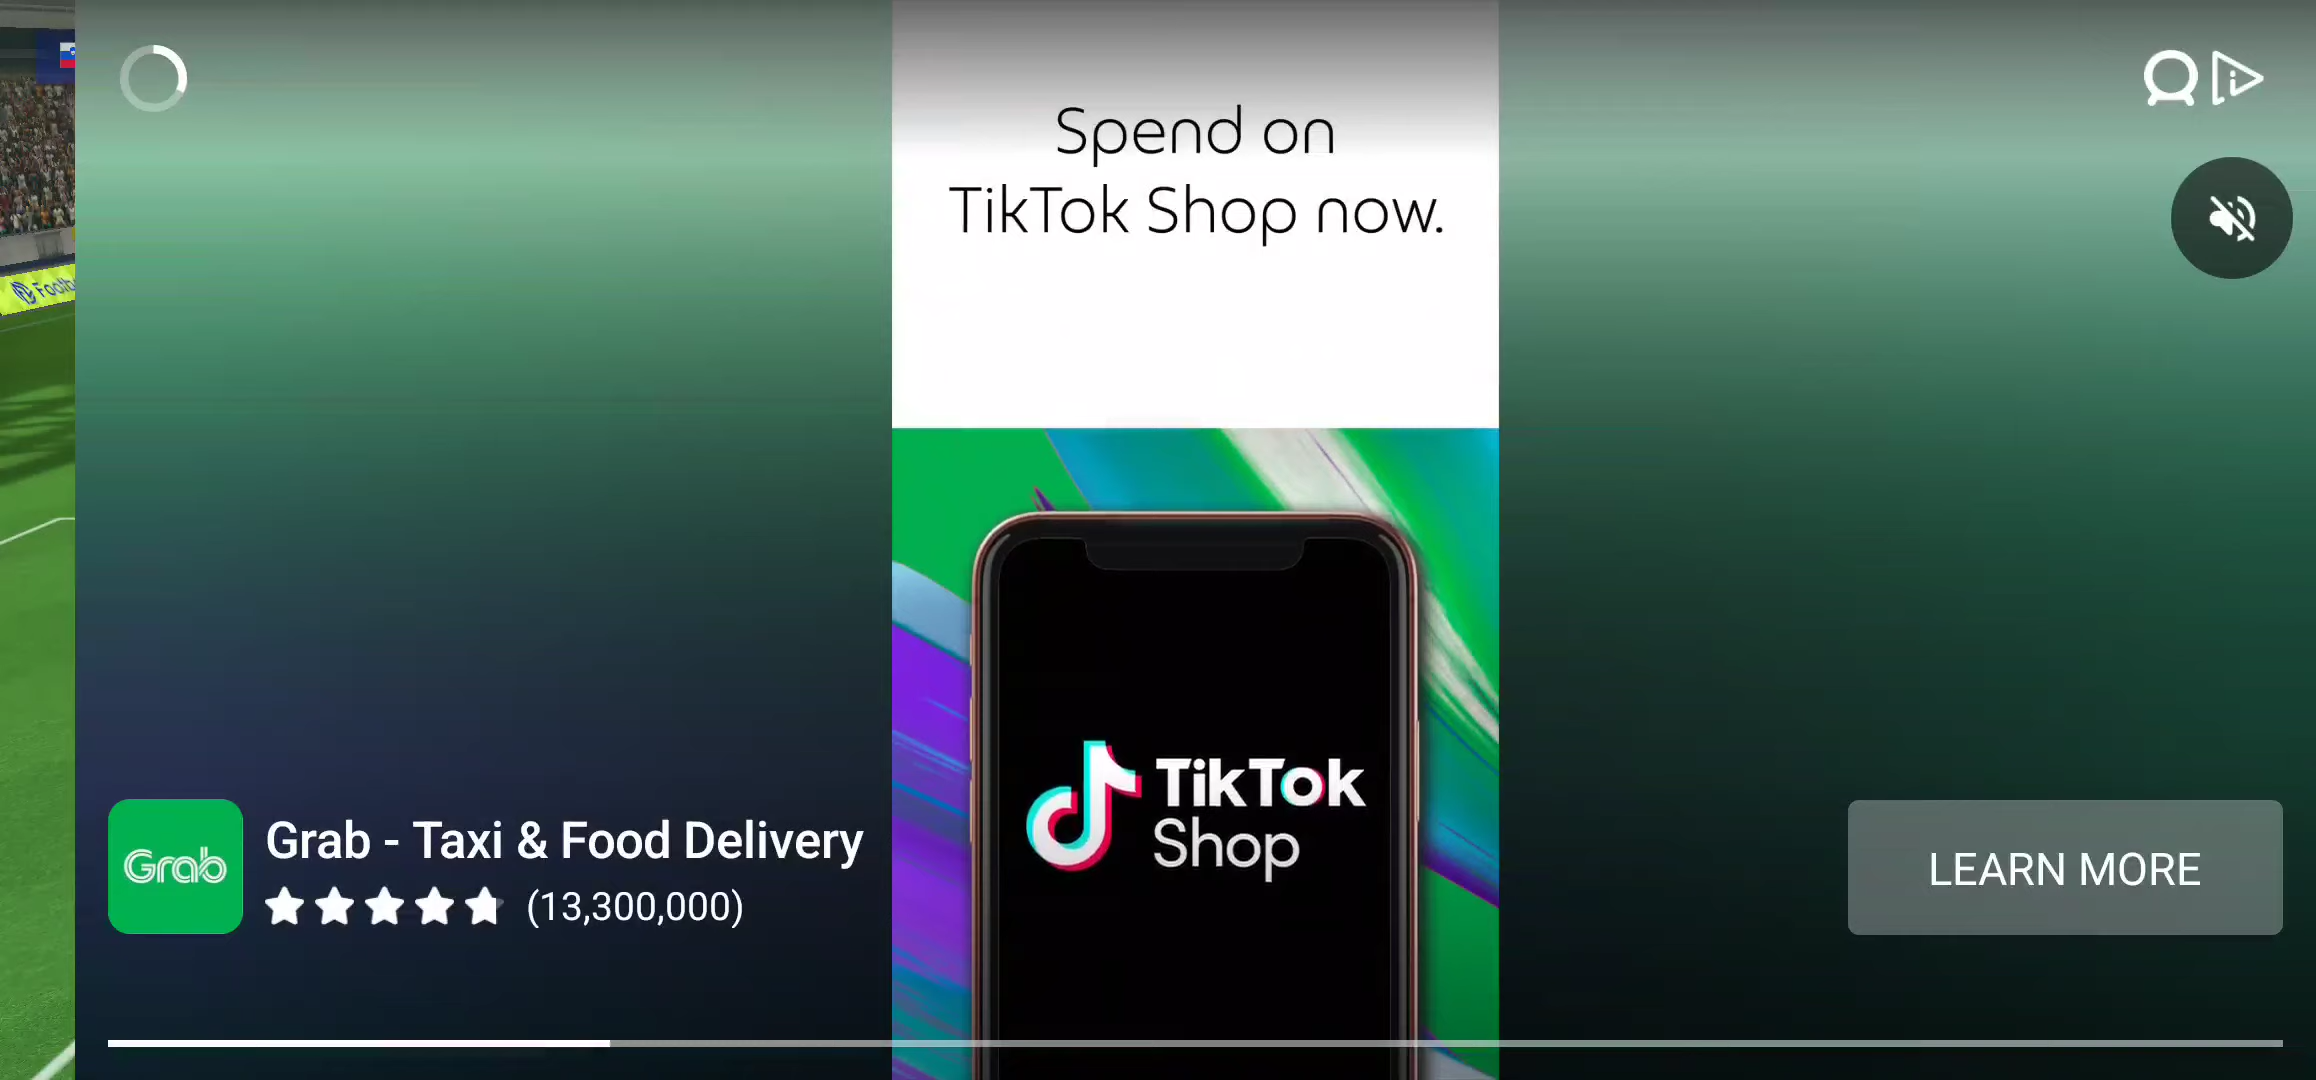 Spend on
TikTok Shop now.
TikTok
Shop
Grab
Grab - Taxi & Food Delivery
(13,300,000)
LEARN MORE